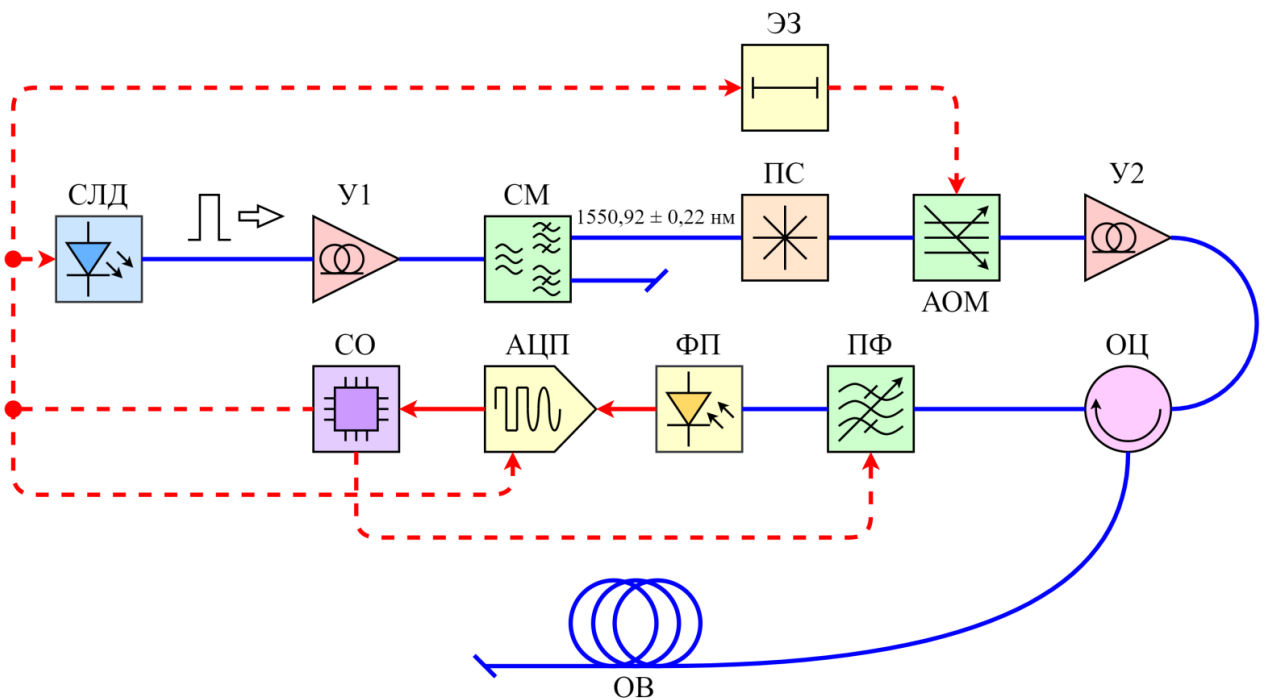 ЭЗ
СЛД
У1
СМ
1550,92 ± 0,22 нм
ПС
АОМ
У2
СО
АЦП
ФП
ПФ
ОЦ
ОВ